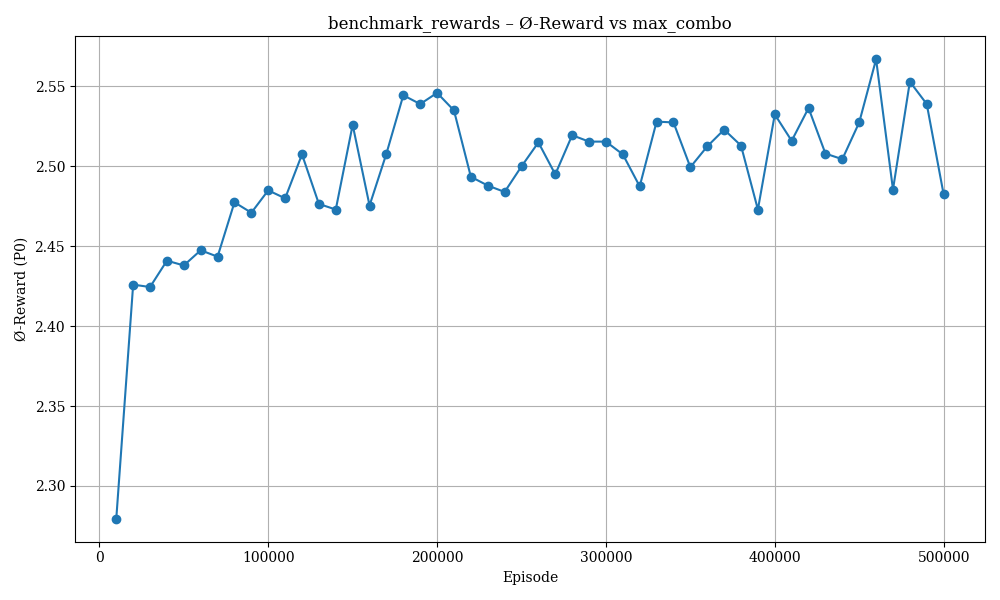 benchmark_rewards – Ø-Reward vs max_combo
Ø-Reward (P0)
2.55
2.50
2.45
2.40
2.35
2.30
0 100000 200000 300000 400000 500000
Episode